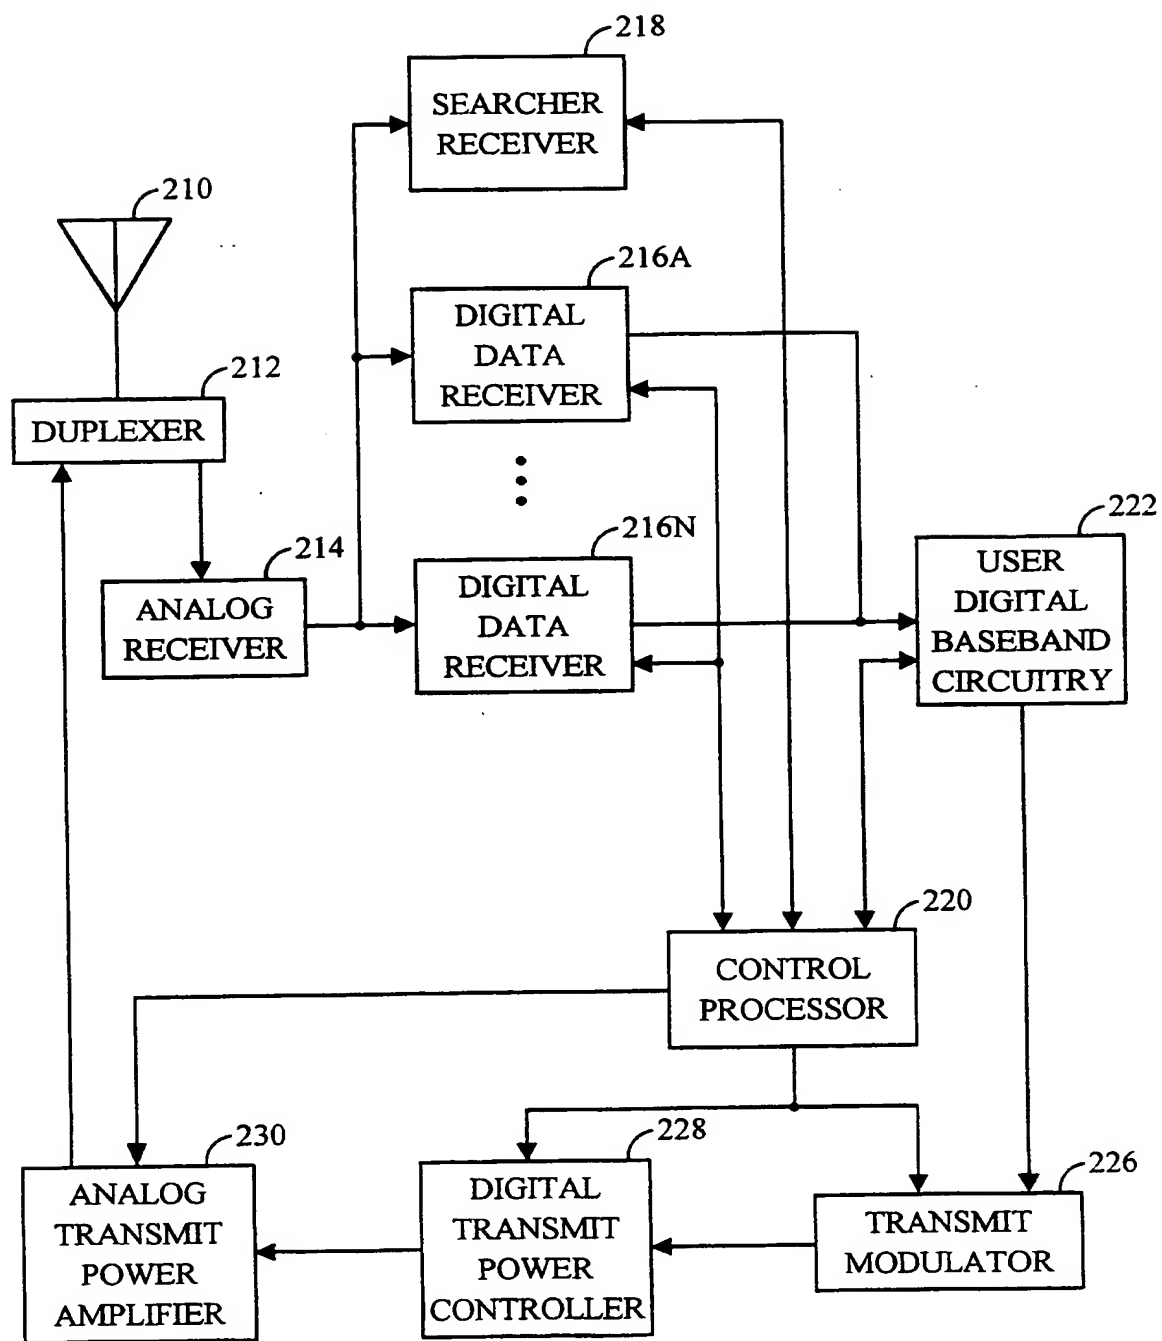 218
SEARCHER
RECEIVER
210
216A
DIGITAL
DATA
RECEIVER
212
DUPLEXER
216N
DIGITAL
DATA
RECEIVER
222
USER
DIGITAL
BASEBAND
CIRCUITRY
214
ANALOG
RECEIVER
220
CONTROL
PROCESSOR
230
ANALOG
TRANSMIT
POWER
AMPLIFIER
228
DIGITAL
TRANSMIT
POWER
CONTROLLER
226
TRANSMIT
MODULATOR